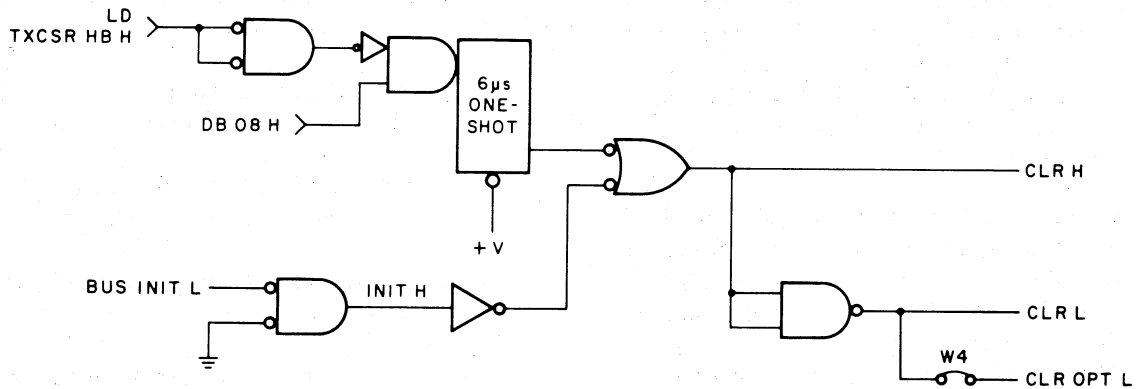 LD
TXCSR HB H
6µs
ONE-
SHOT
DB 08 H
CLR H
+ V
BUS INIT L
INIT H
CLR L
W4
CLR OPT L